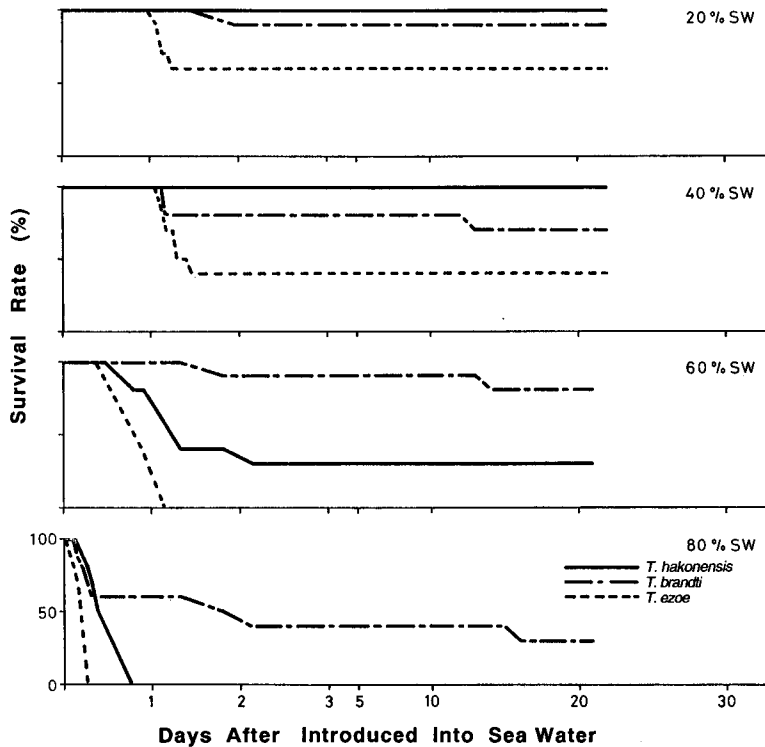 20 % SW
40 % SW
60 % SW
80 % SW
Survival Rate (%)
100
50
0
T. hakonensis
T. brandti
T. ezoe
1 2 3 5 10 20 30
Days After Introduced Into Sea Water